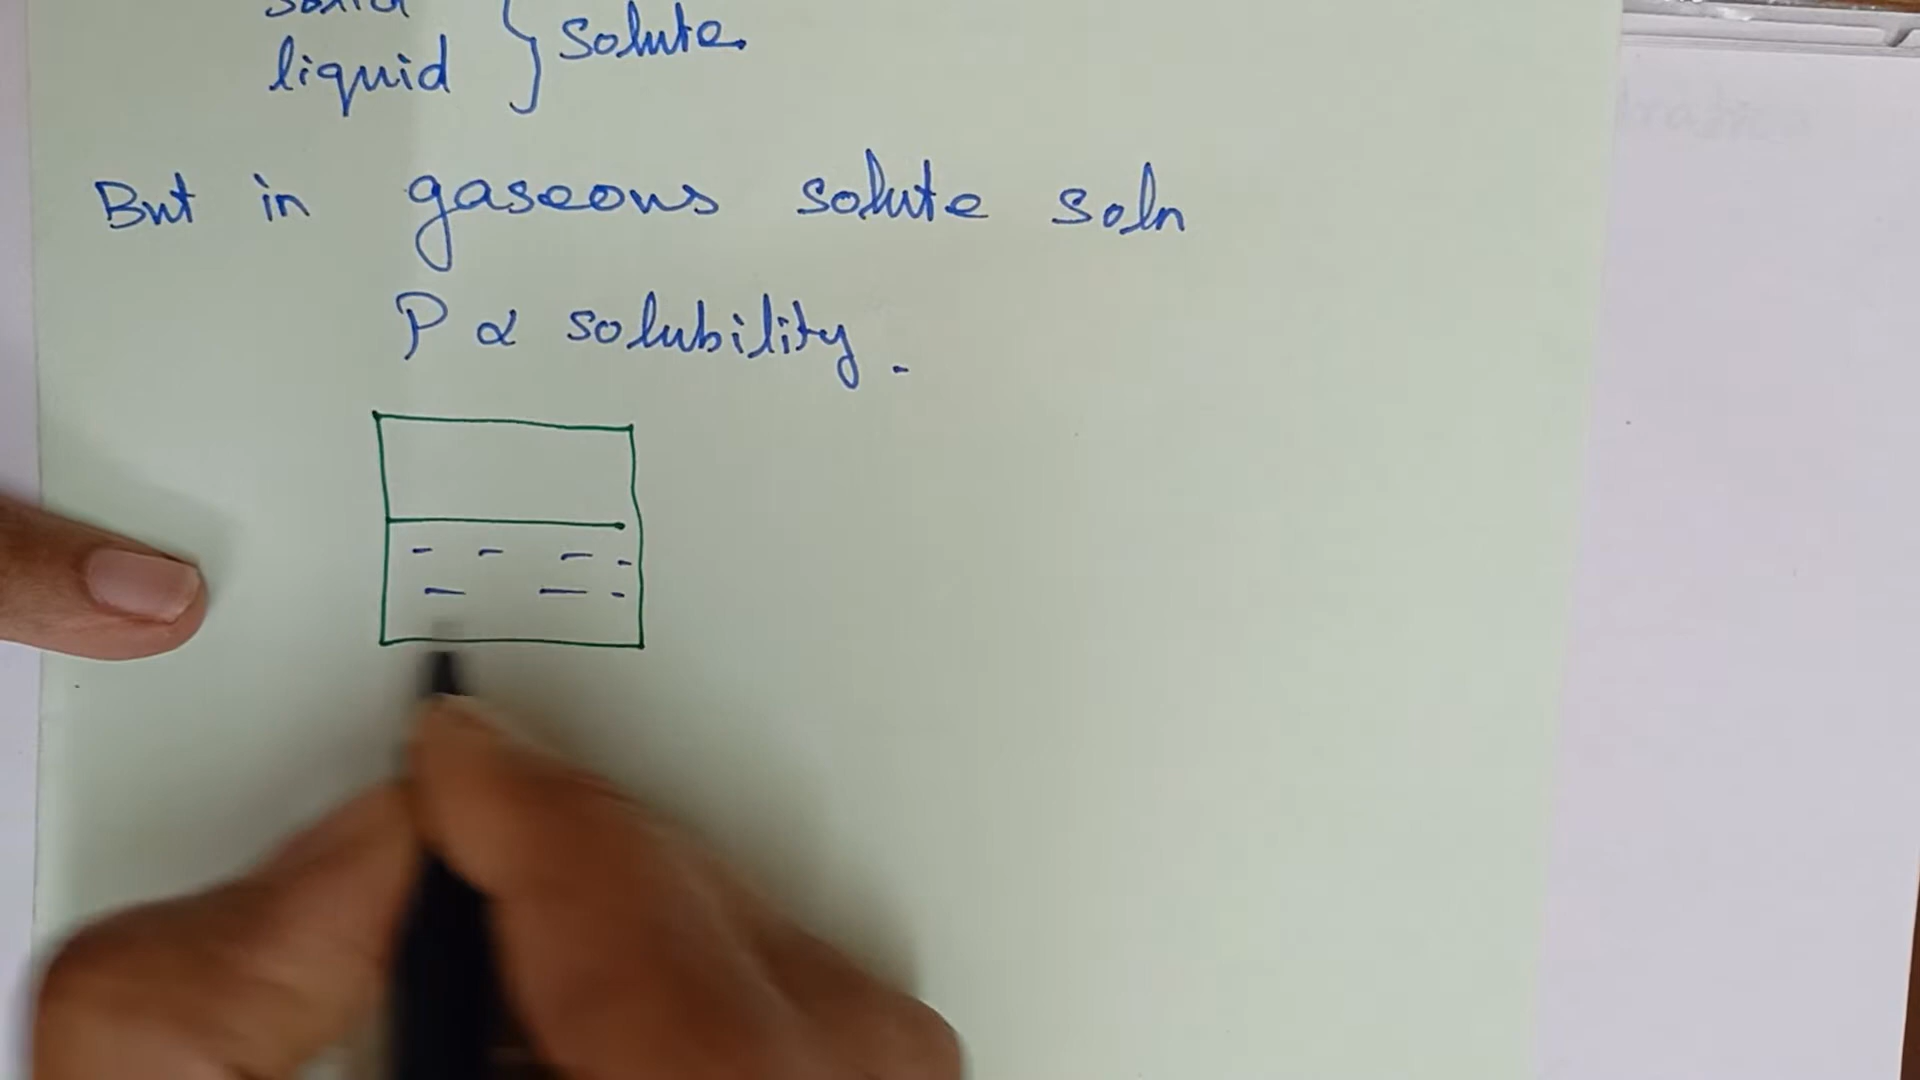 liquid } solute.
But in gaseous solute soln
P α solubility.